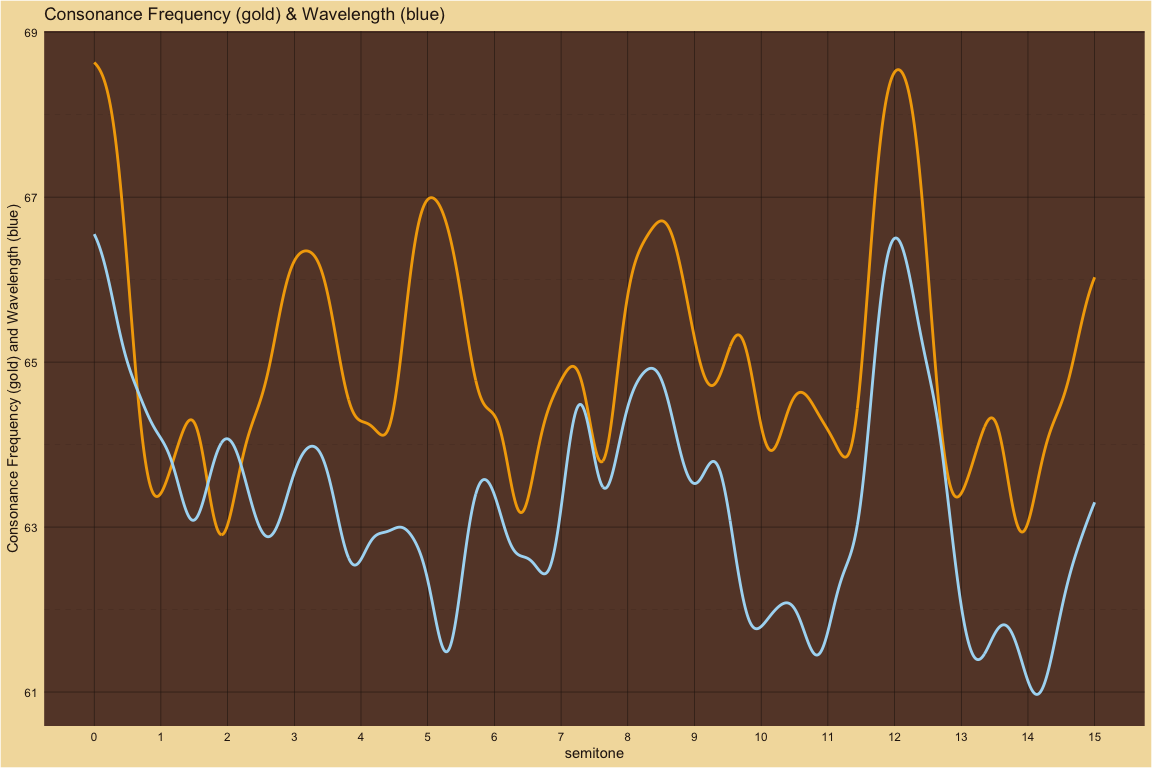 Consonance Frequency (gold) & Wavelength (blue)
Consonance Frequency (gold) and Wavelength (blue)
69
67
65
63
61
0 1 2 3 4 5 6 7 8 9 10 11 12 13 14 15
semitone